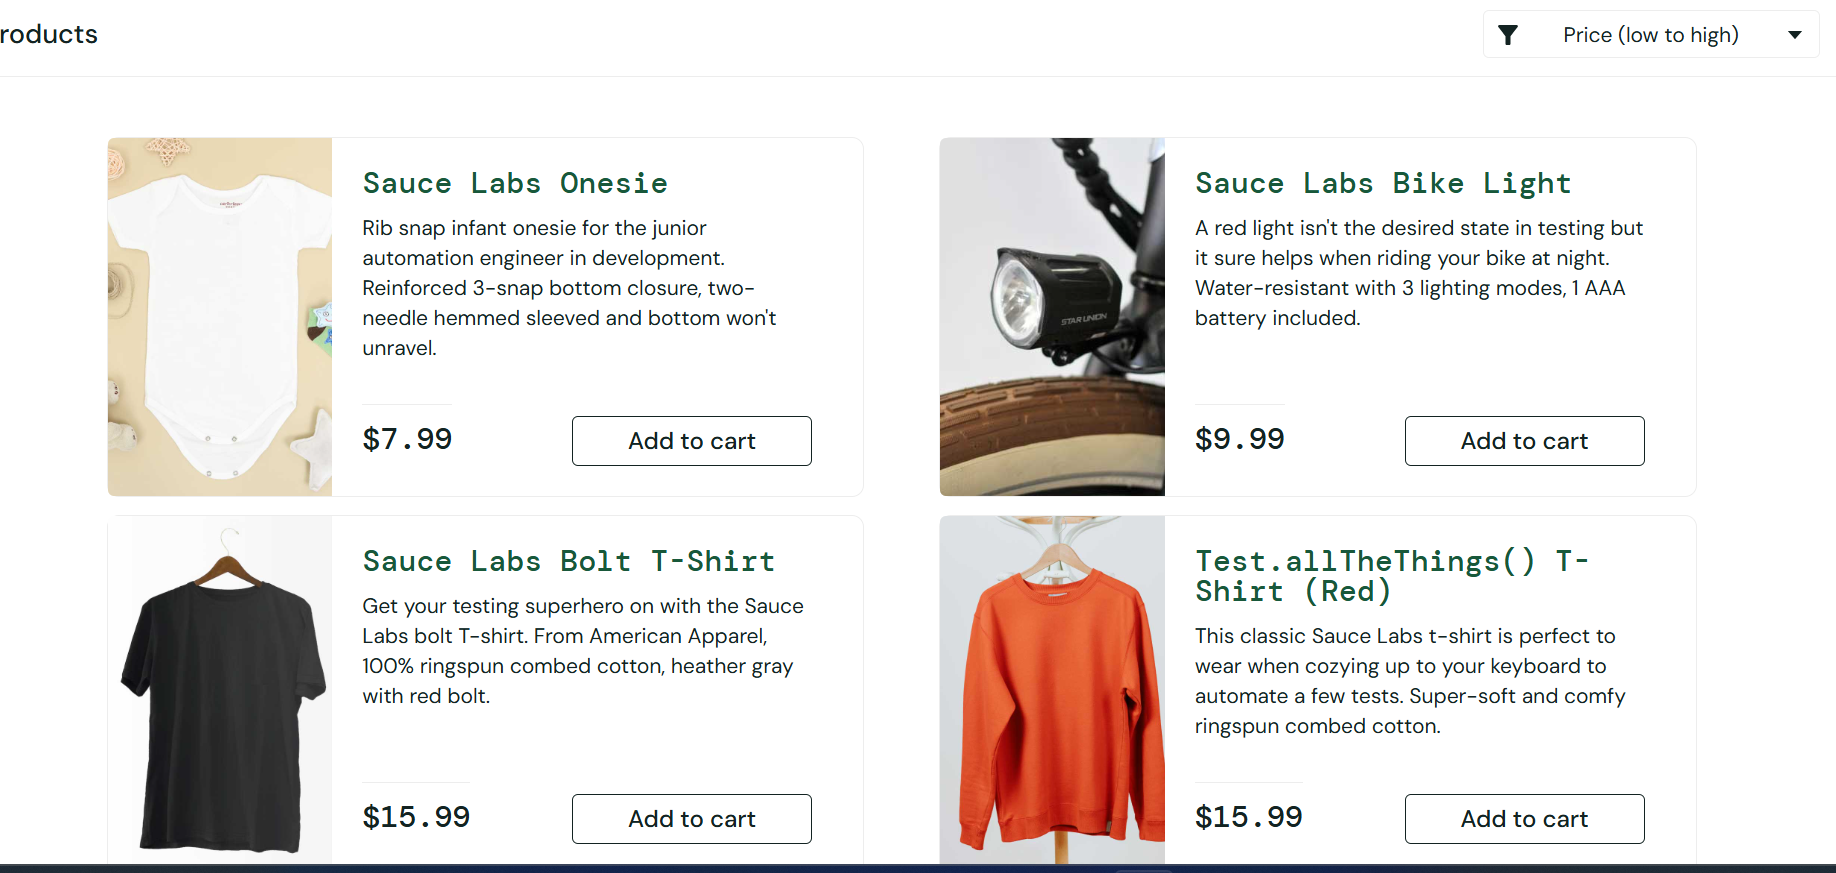 roducts
Price (low to high)
Sauce Labs Onesie
Rib snap infant onesie for the junior
automation engineer in development.
Reinforced 3-snap bottom closure, two-
needle hemmed sleeved and bottom won't
unravel.
$7.99
Add to cart
Sauce Labs Bike Light
A red light isn't the desired state in testing but
it sure helps when riding your bike at night.
Water-resistant with 3 lighting modes, 1 AAA
battery included.
$9.99
Add to cart
STAR UNION
Sauce Labs Bolt T-Shirt
Get your testing superhero on with the Sauce
Labs bolt T-shirt. From American Apparel,
100% ringspun combed cotton, heather gray
with red bolt.
$15.99
Add to cart
Test.allTheThings() T-
Shirt (Red)
This classic Sauce Labs t-shirt is perfect to
wear when cozying up to your keyboard to
automate a few tests. Super-soft and comfy
ringspun combed cotton.
$15.99
Add to cart